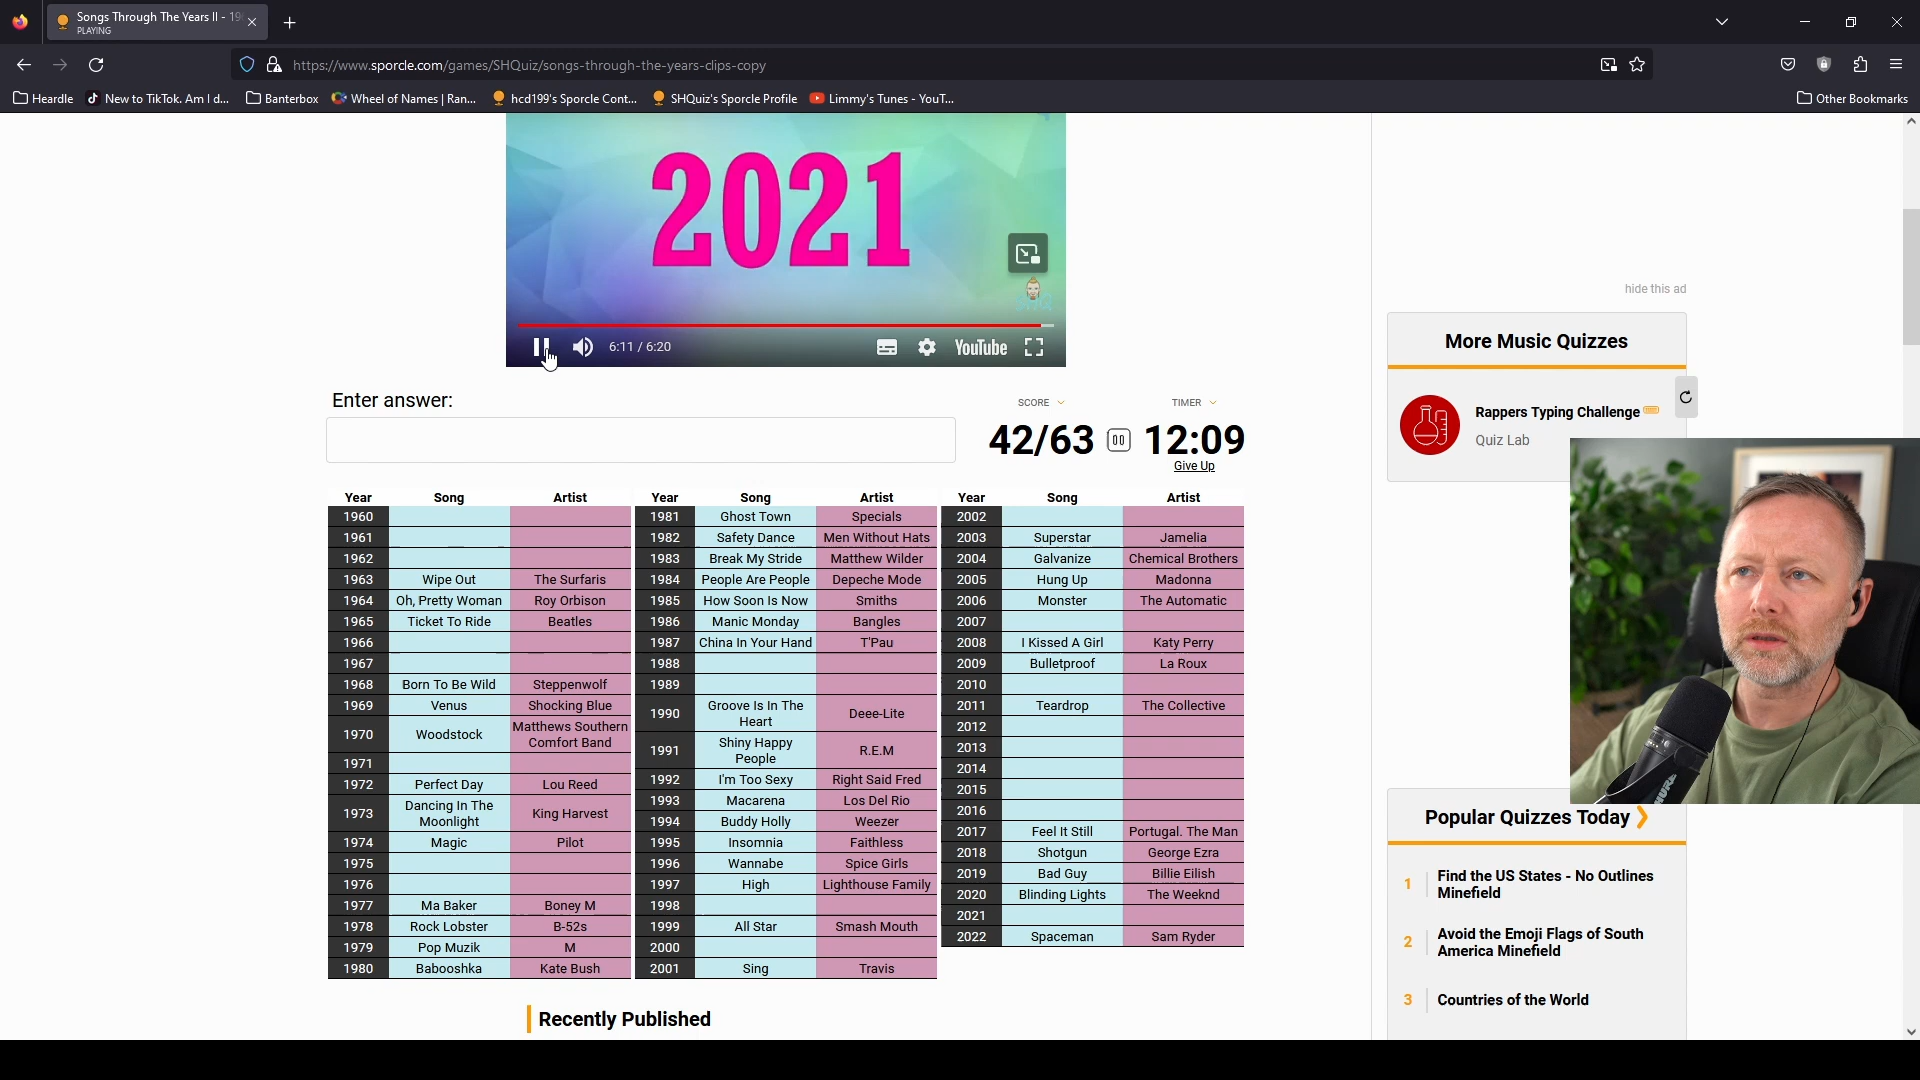 Songs Through The Years II - 19
PLAYING
https://www.sporcle.com/games/SHQuiz/songs-through-the-years-clips-copy
Heardle
New to TikTok. Am I d...
Banterbox
Wheel of Names | Ran...
hcd199's Sporcle Cont...
SHQuiz's Sporcle Profile
Limmy's Tunes - YouT...
Other Bookmarks
2021
6:11 / 6:20
YouTube
hide this ad
More Music Quizzes
Rappers Typing Challenge
Quiz Lab
Enter answer:
SCORE
TIMER
42/63
12:09
Give Up
Year Song Artist
1960
1961
1962
1963 Wipe Out The Surfaris
1964 Oh, Pretty Woman Roy Orbison
1965 Ticket To Ride Beatles
1966
1967
1968 Born To Be Wild Steppenwolf
1969 Venus Shocking Blue
1970 Woodstock Matthews Southern
Comfort Band
1971
1972 Perfect Day Lou Reed
1973 Dancing In The
Moonlight King Harvest
1974 Magic Pilot
1975
1976
1977 Ma Baker Boney M
1978 Rock Lobster B-52s
1979 Pop Muzik M
1980 Babooshka Kate Bush
Year Song Artist
1981 Ghost Town Specials
1982 Safety Dance Men Without Hats
1983 Break My Stride Matthew Wilder
1984 People Are People Depeche Mode
1985 How Soon Is Now Smiths
1986 Manic Monday Bangles
1987 China In Your Hand T'Pau
1988
1989
1990 Groove Is In The
Heart Deee-Lite
1991 Shiny Happy
People R.E.M
1992 I'm Too Sexy Right Said Fred
1993 Macarena Los Del Rio
1994 Buddy Holly Weezer
1995 Insomnia Faithless
1996 Wannabe Spice Girls
1997 High Lighthouse Family
1998
1999 All Star Smash Mouth
2000
2001 Sing Travis
Year Song Artist
2002
2003 Superstar Jamelia
2004 Galvanize Chemical Brothers
2005 Hung Up Madonna
2006 Monster The Automatic
2007
2008 I Kissed A Girl Katy Perry
2009 Bulletproof La Roux
2010
2011 Teardrop The Collective
2012
2013
2014
2015
2016
2017 Feel It Still Portugal. The Man
2018 Shotgun George Ezra
2019 Bad Guy Billie Eilish
2020 Blinding Lights The Weeknd
2021
2022 Spaceman Sam Ryder
SHURE
Popular Quizzes Today
1 Find the US States - No Outlines
Minefield
2 Avoid the Emoji Flags of South
America Minefield
3 Countries of the World
Recently Published